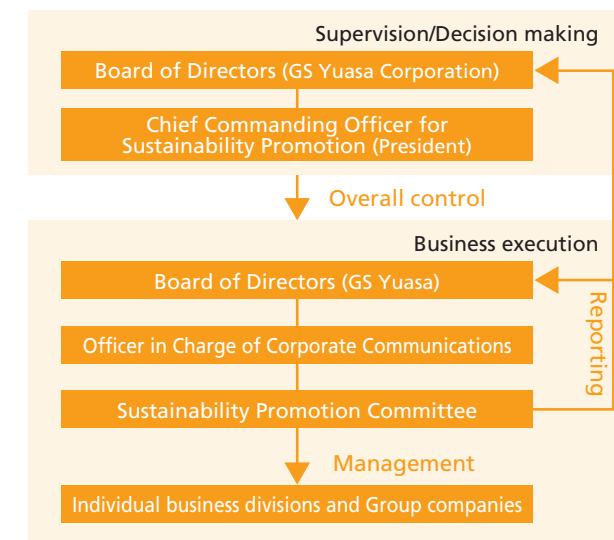 Supervision/Decision making
Board of Directors (GS Yuasa Corporation)
Chief Commanding Officer for
Sustainability Promotion (President)
Overall control
Business execution
Board of Directors (GS Yuasa)
Officer in Charge of Corporate Communications
Sustainability Promotion Committee
Reporting
Management
Individual business divisions and Group companies